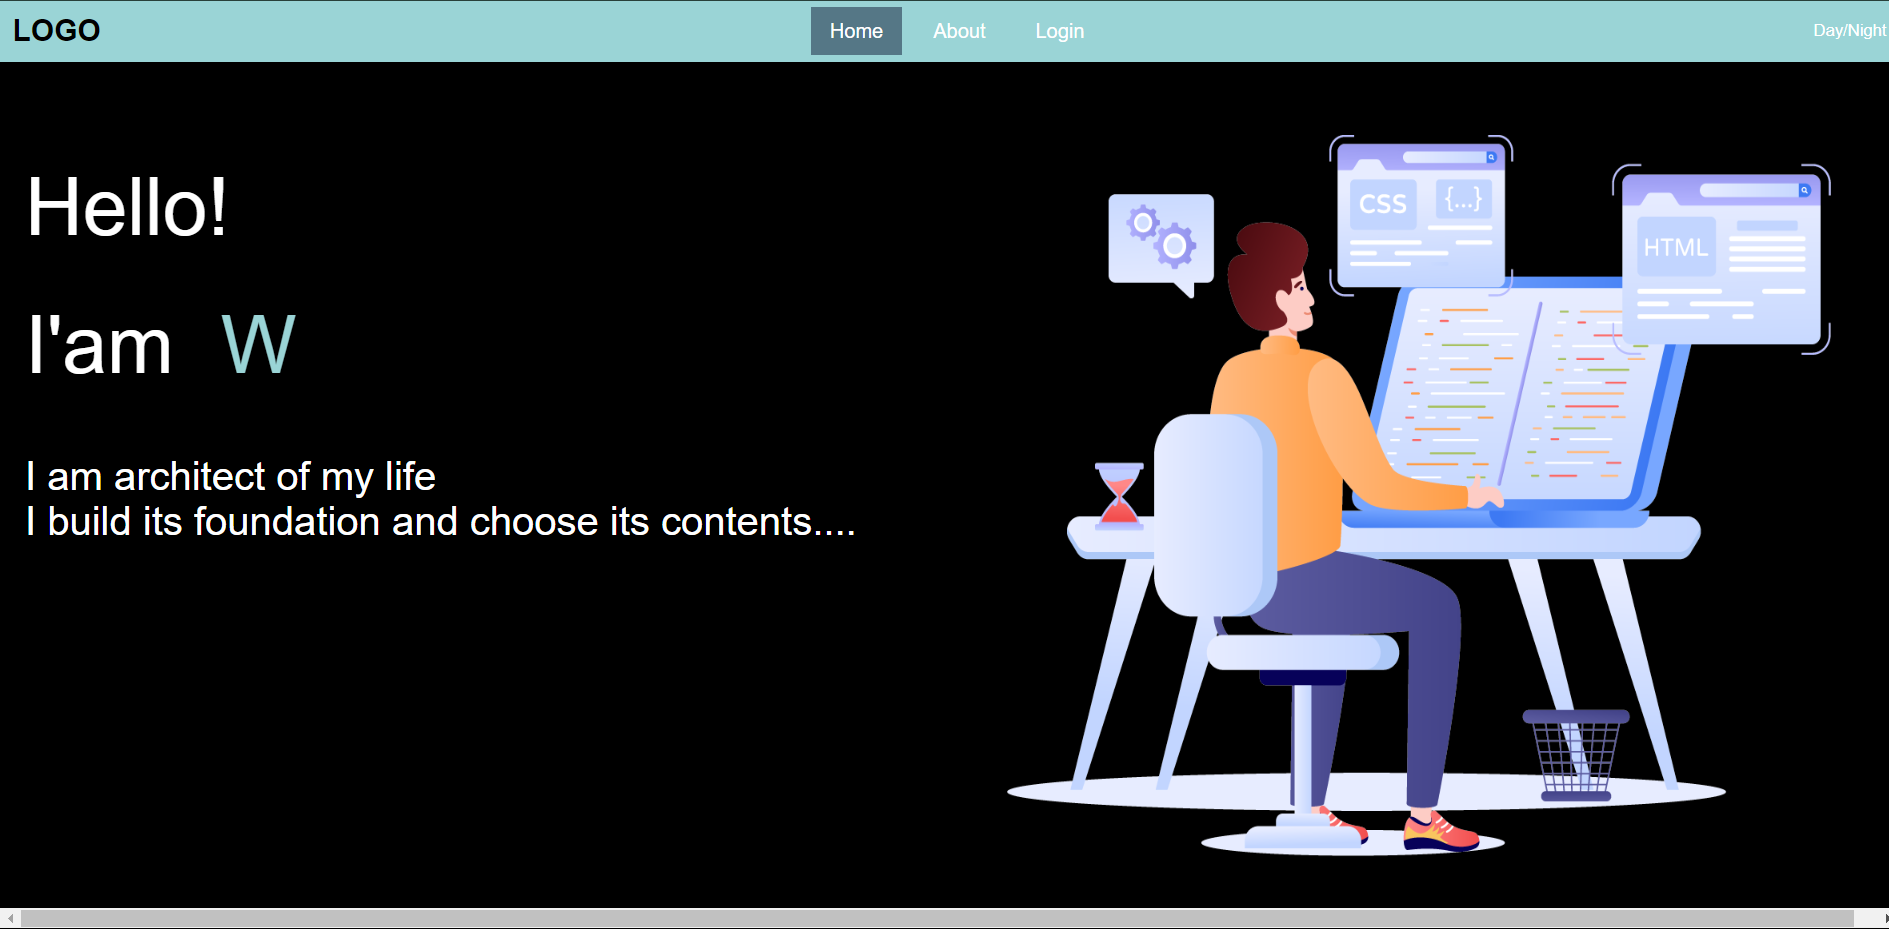 LOGO
Home About Login
Day/Night
Hello!
I'am W
I am architect of my life
I build its foundation and choose its contents....
CSS
{...}
HTML